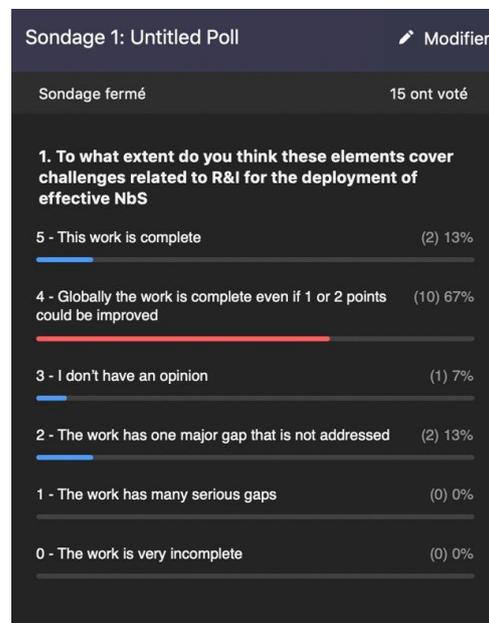 Sondage 1: Untitled Poll
Modifier
Sondage fermé
15 ont voté
1. To what extent do you think these elements cover
challenges related to R&I for the deployment of
effective NbS
5 - This work is complete
(2) 13%
4 - Globally the work is complete even if 1 or 2 points
could be improved
(10) 67%
3 - I don't have an opinion
(1) 7%
2 - The work has one major gap that is not addressed
(2) 13%
1 - The work has many serious gaps
(0) 0%
0 - The work is very incomplete
(0) 0%